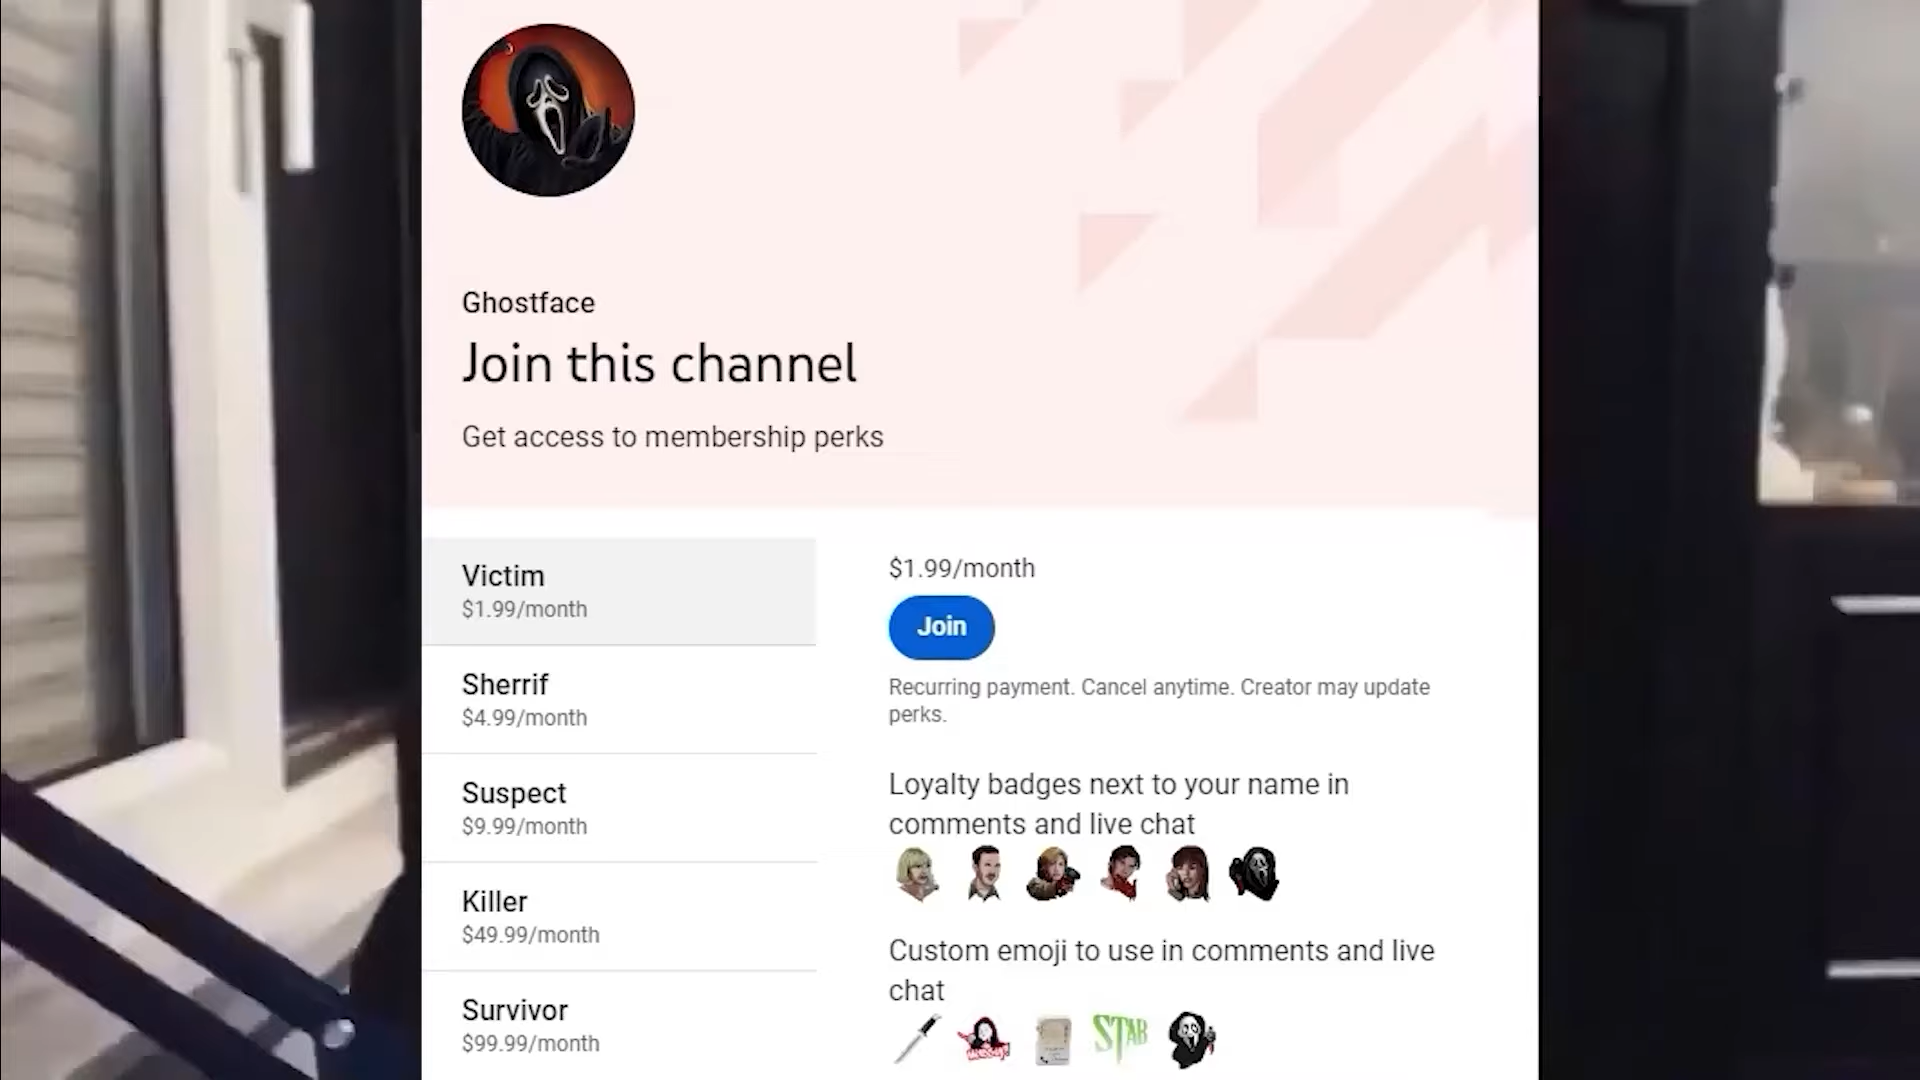 Ghostface
Join this channel
Get access to membership perks
Victim
$1.99/month
Sherrif
$4.99/month
Suspect
$9.99/month
Killer
$49.99/month
Survivor
$99.99/month
$1.99/month
Join
Recurring payment. Cancel anytime. Creator may update
perks.
Loyalty badges next to your name in
comments and live chat
Custom emoji to use in comments and live
chat
STAB